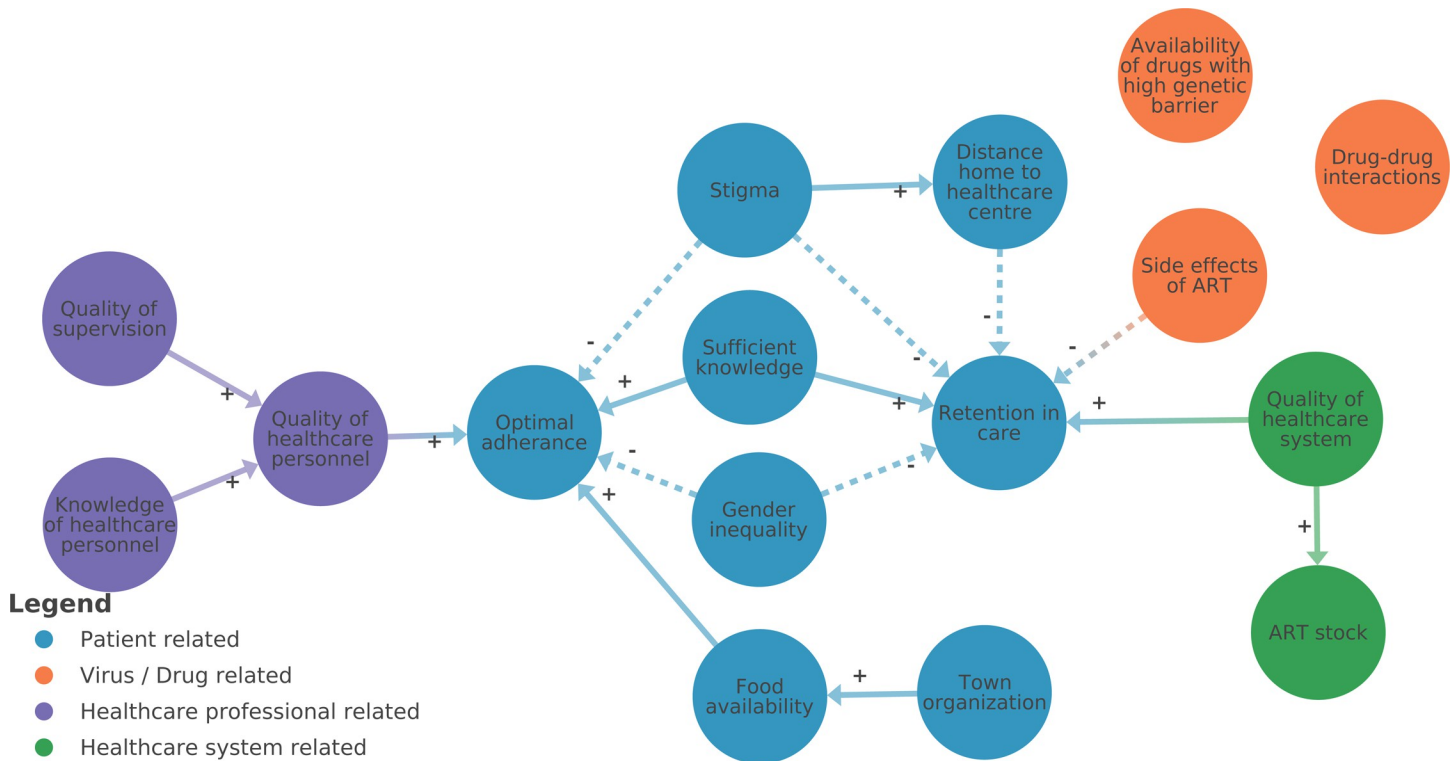 Availability
of drugs with
high genetic
barrier
Drug-drug
interactions
Stigma
+
Distance
home to
healthcare
centre
Side effects
of ART
Quality of
supervision
+
-
-
-
-
Sufficient
knowledge
+
+
Quality of
healthcare
personnel
+
Optimal
adherance
Retention in
care
+
Quality of
healthcare
system
Knowledge
of healthcare
personnel
+
-
-
Gender
inequality
+
+
ART stock
Food
availability
+
Town
organization
Legend
Patient related
Virus / Drug related
Healthcare professional related
Healthcare system related